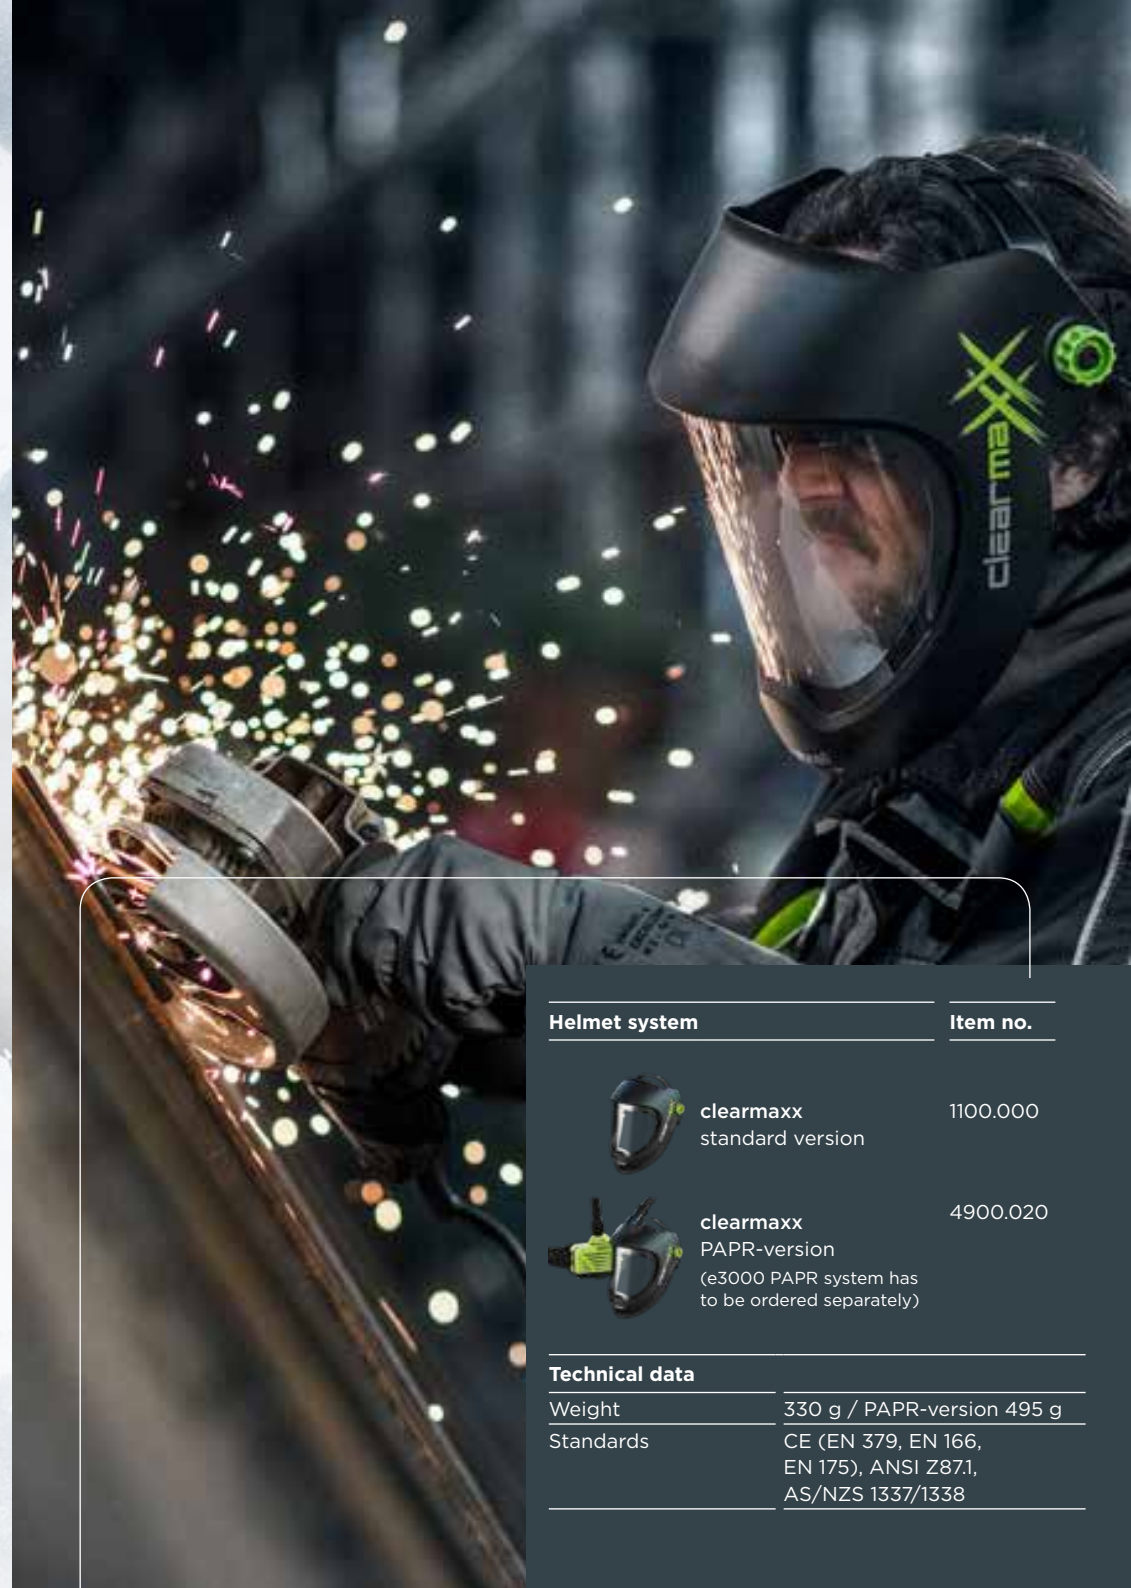 clearmaxx
Helmet system
Item no.
clearmaxx
standard version
1100.000
clearmaxx
PAPR-version
(e3000 PAPR system has
to be ordered separately)
4900.020
Technical data
Weight
330 g / PAPR-version 495 g
Standards
CE (EN 379, EN 166,
EN 175), ANSI Z87.1,
AS/NZS 1337/1338